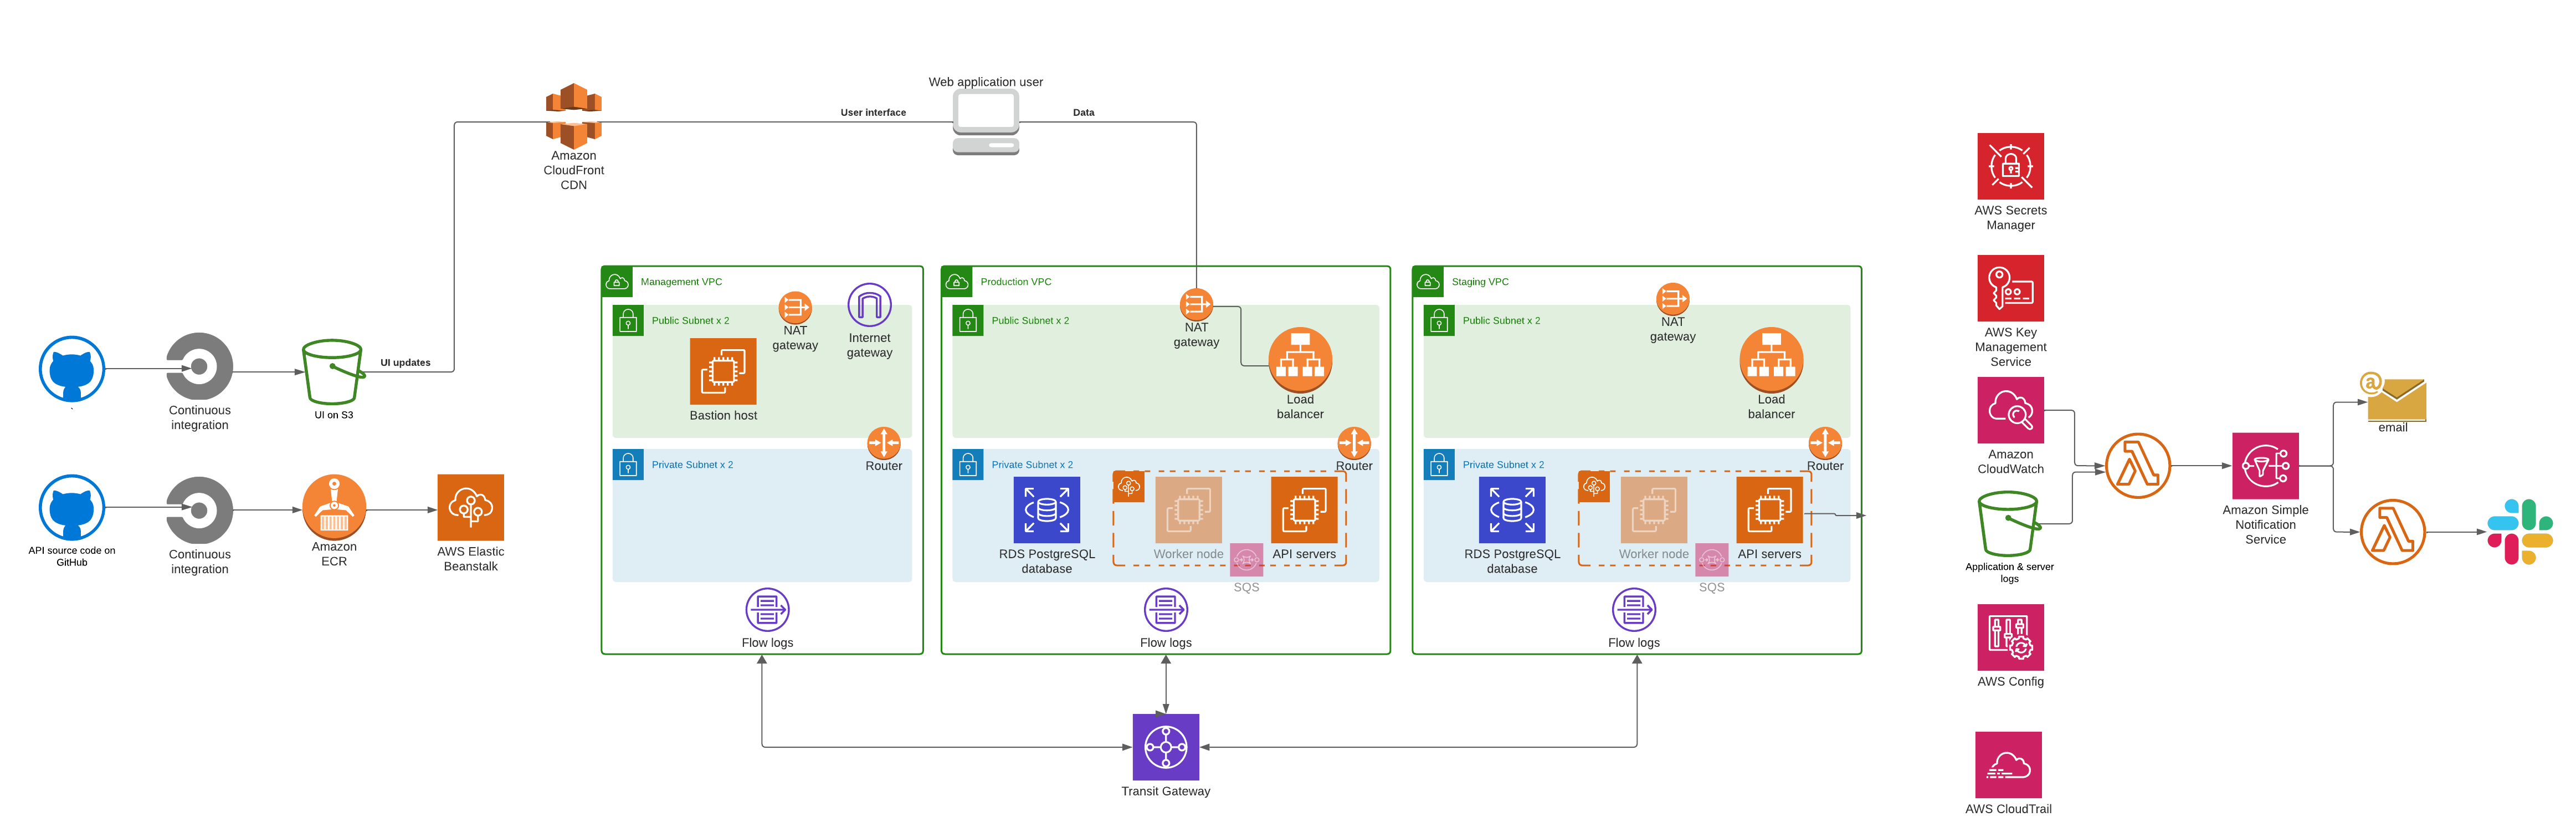 Web application user
User interface
Data
Amazon
CloudFront
CDN
AWS Secrets
Manager
Management VPC
Production VPC
Staging VPC
Public Subnet x 2
NAT
gateway
Internet
gateway
Bastion host
Public Subnet x 2
NAT
gateway
Load
balancer
Public Subnet x 2
NAT
gateway
Load
balancer
AWS Key
Management
Service
UI updates
Continuous
integration
UI on S3
Router
Router
Router
Private Subnet x 2
Private Subnet x 2
Private Subnet x 2
RDS PostgreSQL
database
Worker node
API servers
SQS
RDS PostgreSQL
database
Worker node
API servers
SQS
Amazon
CloudWatch
email
@
Amazon Simple
Notification
Service
API source code on
GitHub
Continuous
integration
Amazon
ECR
AWS Elastic
Beanstalk
Application & server
logs
Flow logs
Flow logs
Flow logs
AWS Config
Transit Gateway
AWS CloudTrail